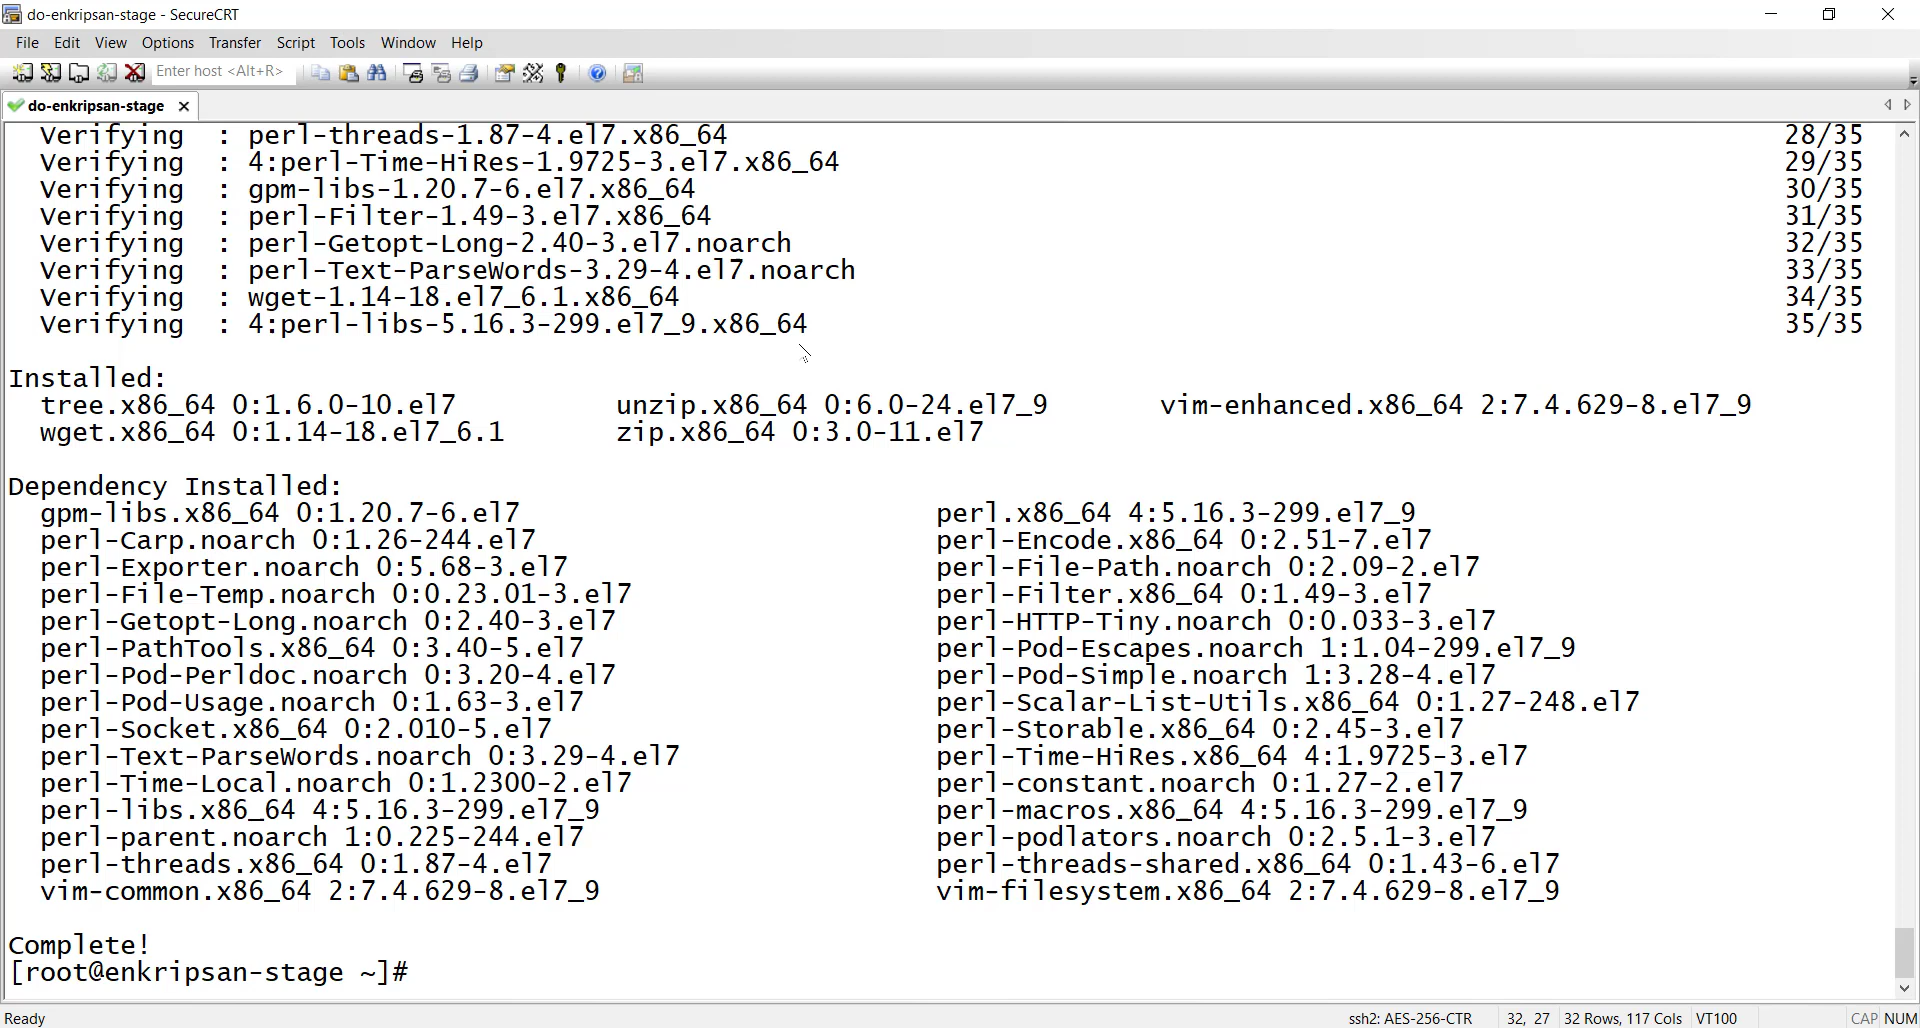 do-enkripsan-stage - SecureCRT
File Edit View Options Transfer Script Tools Window Help
Enter host <Alt+R>
do-enkripsan-stage
Verifying : perl-threads-1.87-4.el7.x86_64 28/35
Verifying : 4:perl-Time-HiRes-1.9725-3.el7.x86_64 29/35
Verifying : gpm-libs-1.20.7-6.el7.x86_64 30/35
Verifying : perl-Filter-1.49-3.el7.x86_64 31/35
Verifying : perl-Getopt-Long-2.40-3.el7.noarch 32/35
Verifying : perl-Text-ParseWords-3.29-4.el7.noarch 33/35
Verifying : wget-1.14-18.el7_6.1.x86_64 34/35
Verifying : 4:perl-libs-5.16.3-299.el7_9.x86_64 35/35
Installed:
tree.x86_64 0:1.6.0-10.el7 unzip.x86_64 0:6.0-24.el7_9 vim-enhanced.x86_64 2:7.4.629-8.el7_9
wget.x86_64 0:1.14-18.el7_6.1 zip.x86_64 0:3.0-11.el7
Dependency Installed:
gpm-libs.x86_64 0:1.20.7-6.el7 perl.x86_64 4:5.16.3-299.el7_9
perl-Carp.noarch 0:1.26-244.el7 perl-Encode.x86_64 0:2.51-7.el7
perl-Exporter.noarch 0:5.68-3.el7 perl-File-Path.noarch 0:2.09-2.el7
perl-File-Temp.noarch 0:0.23.01-3.el7 perl-Filter.x86_64 0:1.49-3.el7
perl-Getopt-Long.noarch 0:2.40-3.el7 perl-HTTP-Tiny.noarch 0:0.033-3.el7
perl-PathTools.x86_64 0:3.40-5.el7 perl-Pod-Escapes.noarch 1:1.04-299.el7_9
perl-Pod-Perldoc.noarch 0:3.20-4.el7 perl-Pod-Simple.noarch 1:3.28-4.el7
perl-Pod-Usage.noarch 0:1.63-3.el7 perl-Scalar-List-Utils.x86_64 0:1.27-248.el7
perl-Socket.x86_64 0:2.010-5.el7 perl-Storable.x86_64 0:2.45-3.el7
perl-Text-ParseWords.noarch 0:3.29-4.el7 perl-Time-HiRes.x86_64 4:1.9725-3.el7
perl-Time-Local.noarch 0:1.2300-2.el7 perl-constant.noarch 0:1.27-2.el7
perl-libs.x86_64 4:5.16.3-299.el7_9 perl-macros.x86_64 4:5.16.3-299.el7_9
perl-parent.noarch 1:0.225-244.el7 perl-podlators.noarch 0:2.5.1-3.el7
perl-threads.x86_64 0:1.87-4.el7 perl-threads-shared.x86_64 0:1.43-6.el7
vim-common.x86_64 2:7.4.629-8.el7_9 vim-filesystem.x86_64 2:7.4.629-8.el7_9
Complete!
[root@enkripsan-stage ~]#
Ready ssh2: AES-256-CTR 32, 27 32 Rows, 117 Cols VT100 CAP NUM